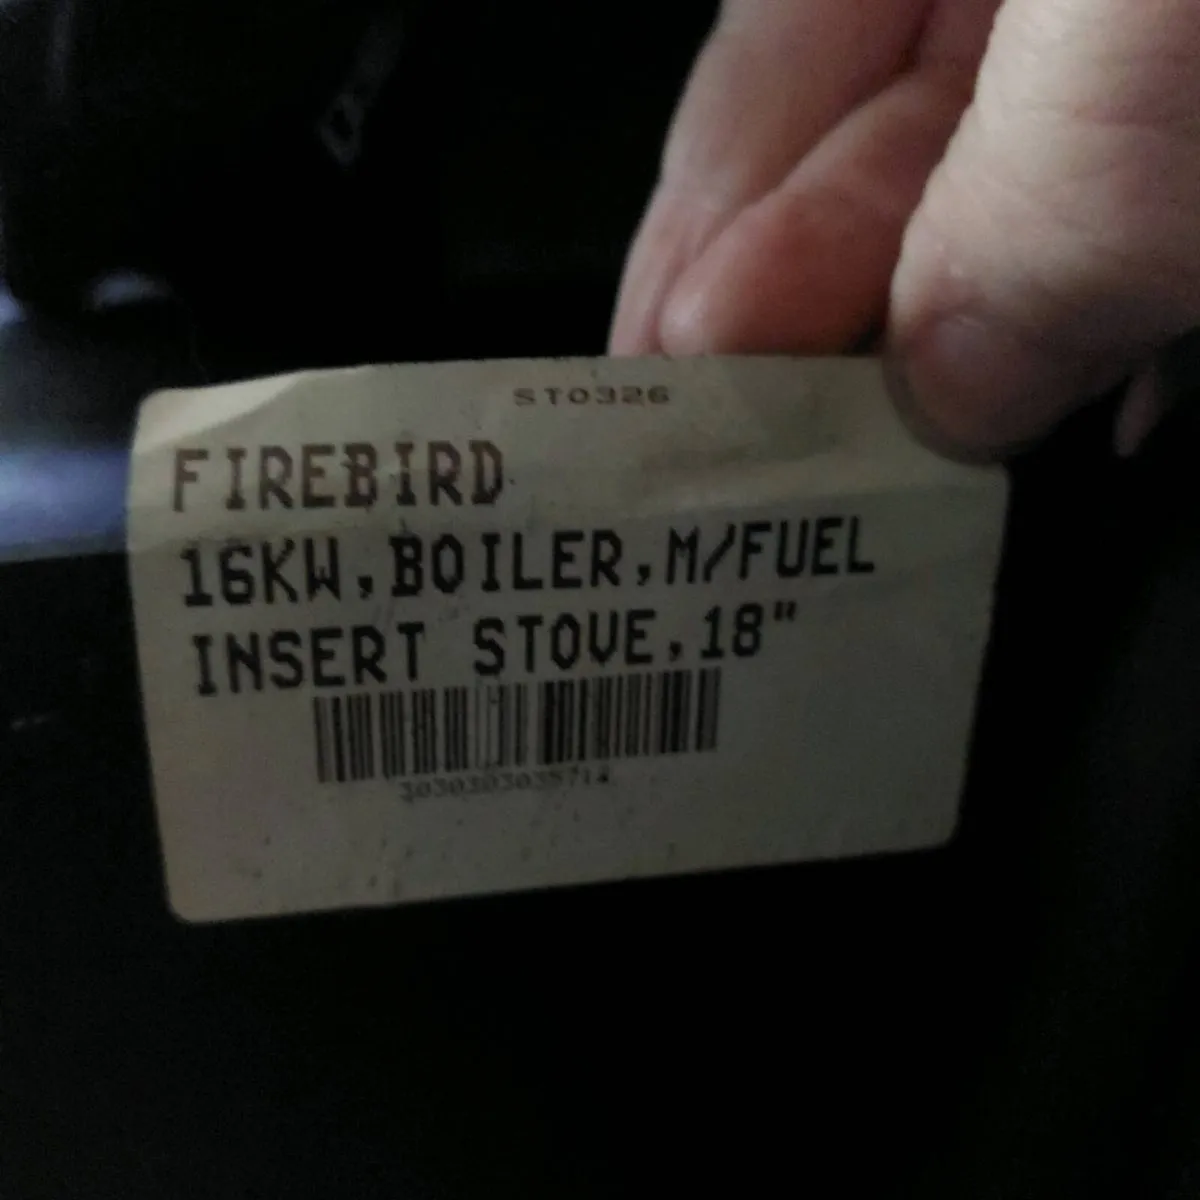 ST0326
FIREBIRD
16KW,BOILER,M/FUEL
INSERT STOVE,18"